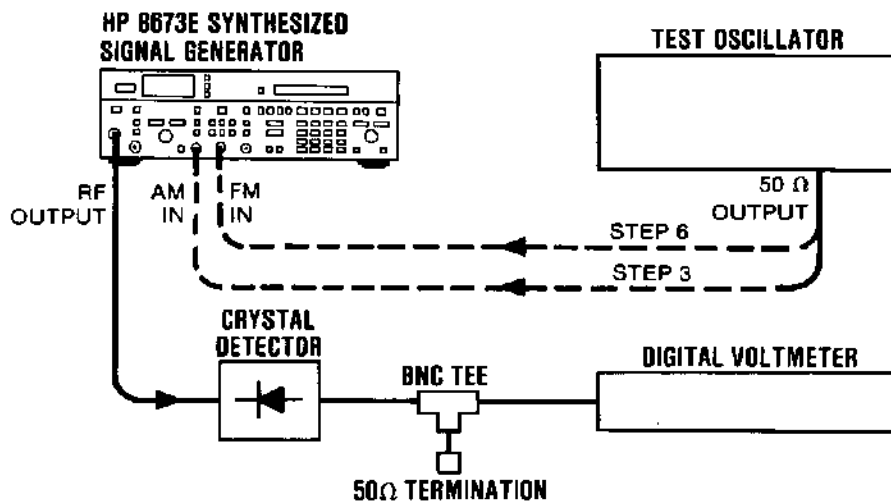 HP 8673E SYNTHESIZED
SIGNAL GENERATOR
TEST OSCILLATOR
RF
OUTPUT
AM
IN
FM
IN
50 Ω
OUTPUT
STEP 6
STEP 3
CRYSTAL
DETECTOR
BNC TEE
DIGITAL VOLTMETER
50Ω TERMINATION